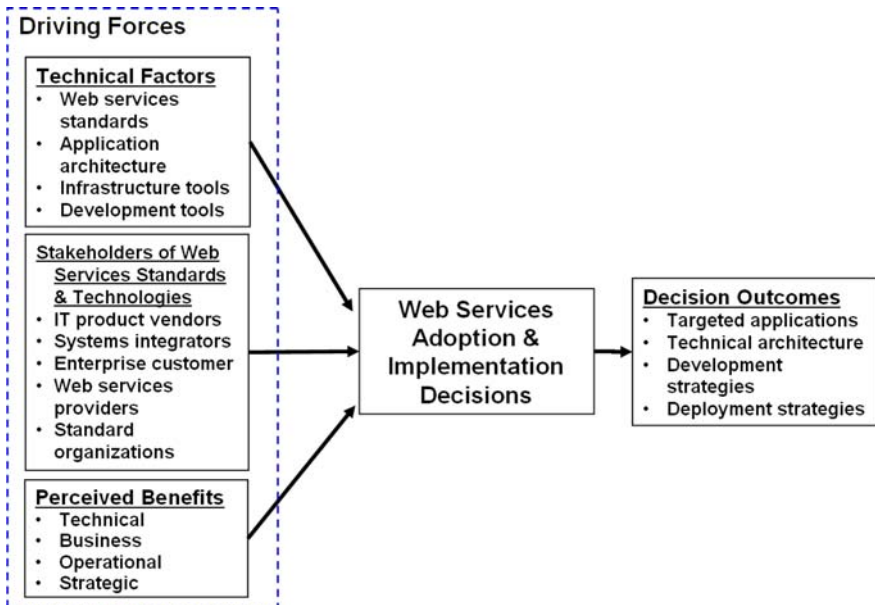 Driving Forces
Technical Factors
• Web services
standards
• Application
architecture
• Infrastructure tools
• Development tools
Stakeholders of Web
Services Standards
& Technologies
• IT product vendors
• Systems integrators
• Enterprise customer
• Web services
providers
• Standard
organizations
Perceived Benefits
• Technical
• Business
• Operational
• Strategic
Web Services
Adoption &
Implementation
Decisions
Decision Outcomes
• Targeted applications
• Technical architecture
• Development
strategies
• Deployment strategies